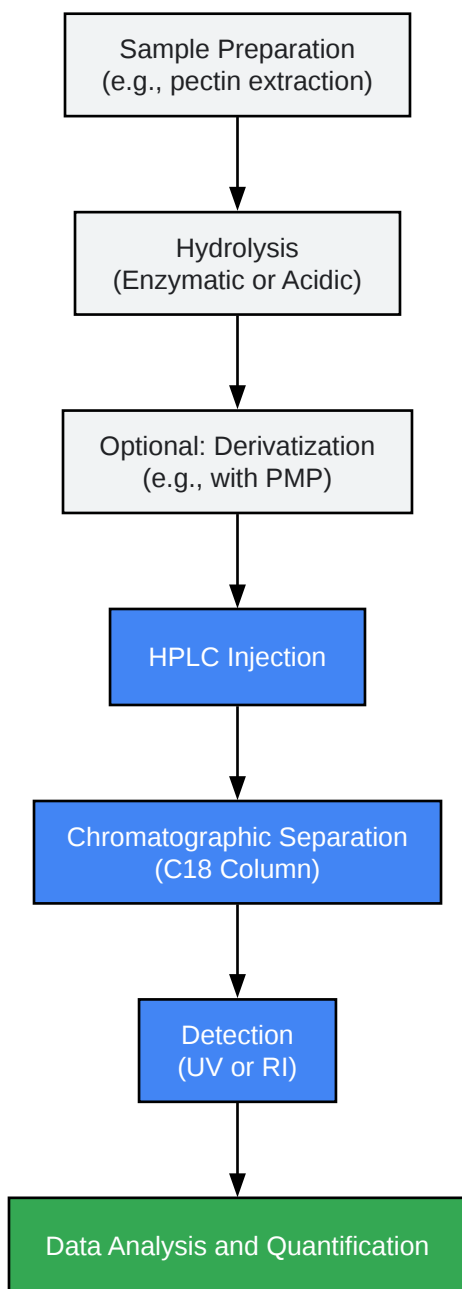 Sample Preparation
(e.g., pectin extraction)
Hydrolysis
(Enzymatic or Acidic)
Optional: Derivatization
(e.g., with PMP)
HPLC Injection
Chromatographic Separation
(C18 Column)
Detection
(UV or RI)
Data Analysis and Quantification